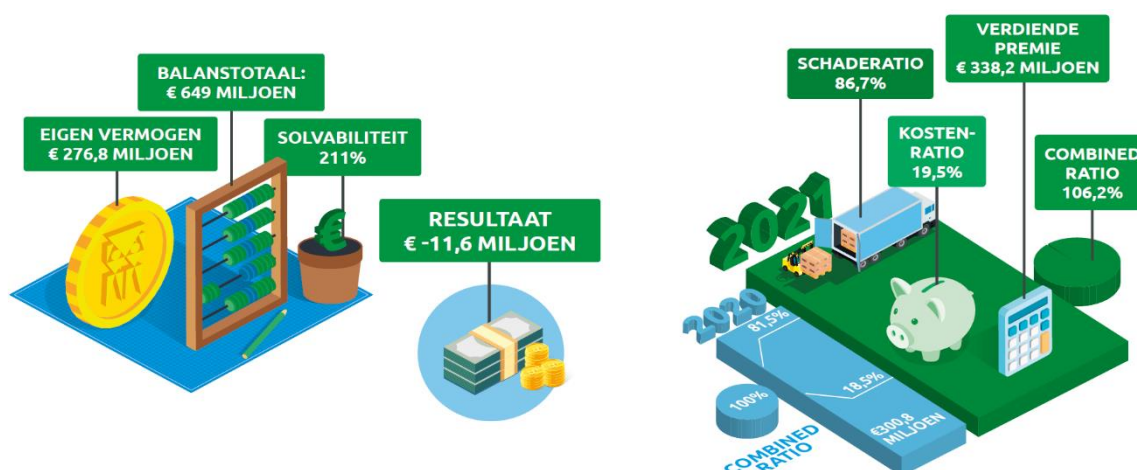 BALANSTOTAAL:
€ 649 MILJOEN
EIGEN VERMOGEN
€ 276,8 MILJOEN
SOLVABILITEIT
211%
€
RESULTAAT
€ -11,6 MILJOEN
VERDIENDE
PREMIE
€ 338,2 MILJOEN
SCHADERATIO
86,7%
KOSTEN-
RATIO
19,5%
COMBINED
RATIO
106,2%
2021
2020
81,5%
18,5%
€300,8
MILJOEN
100%
COMBINED
RATIO